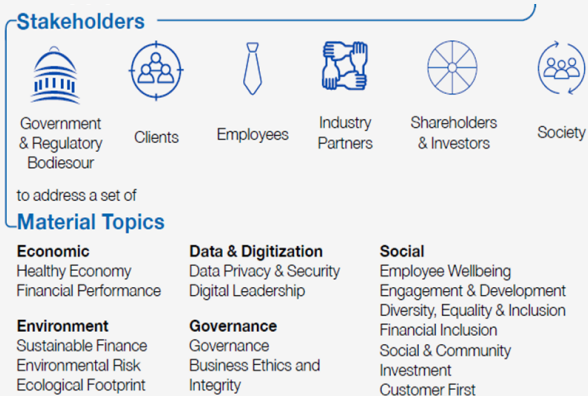 Stakeholders
Government
& Regulatory
Bodiesour
Clients
Employees
Industry
Partners
Shareholders
& Investors
Society
to address a set of
Material Topics
Economic
Healthy Economy
Financial Performance
Environment
Sustainable Finance
Environmental Risk
Ecological Footprint
Data & Digitization
Data Privacy & Security
Digital Leadership
Governance
Governance
Business Ethics and
Integrity
Social
Employee Wellbeing
Engagement & Development
Diversity, Equality & Inclusion
Financial Inclusion
Social & Community
Investment
Customer First